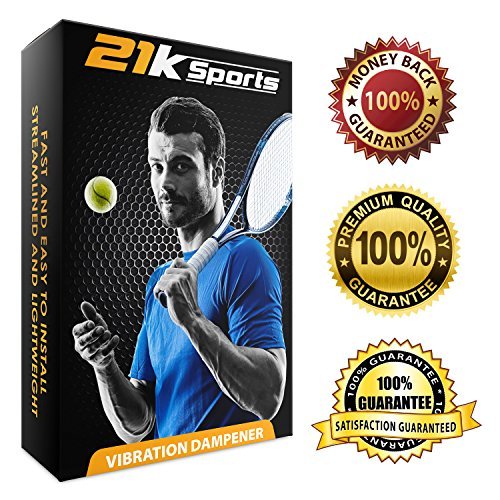 21K Sports
FAST AND EASY TO INSTALL
STREAMLINED AND LIGHTWEIGHT
VIBRATION DAMPENER
MONEY BACK
100%
GUARANTEED
PREMIUM QUALITY
100%
GUARANTEE
100% GUARANTEE
100%
GUARANTEE
SATISFACTION GUARANTEED